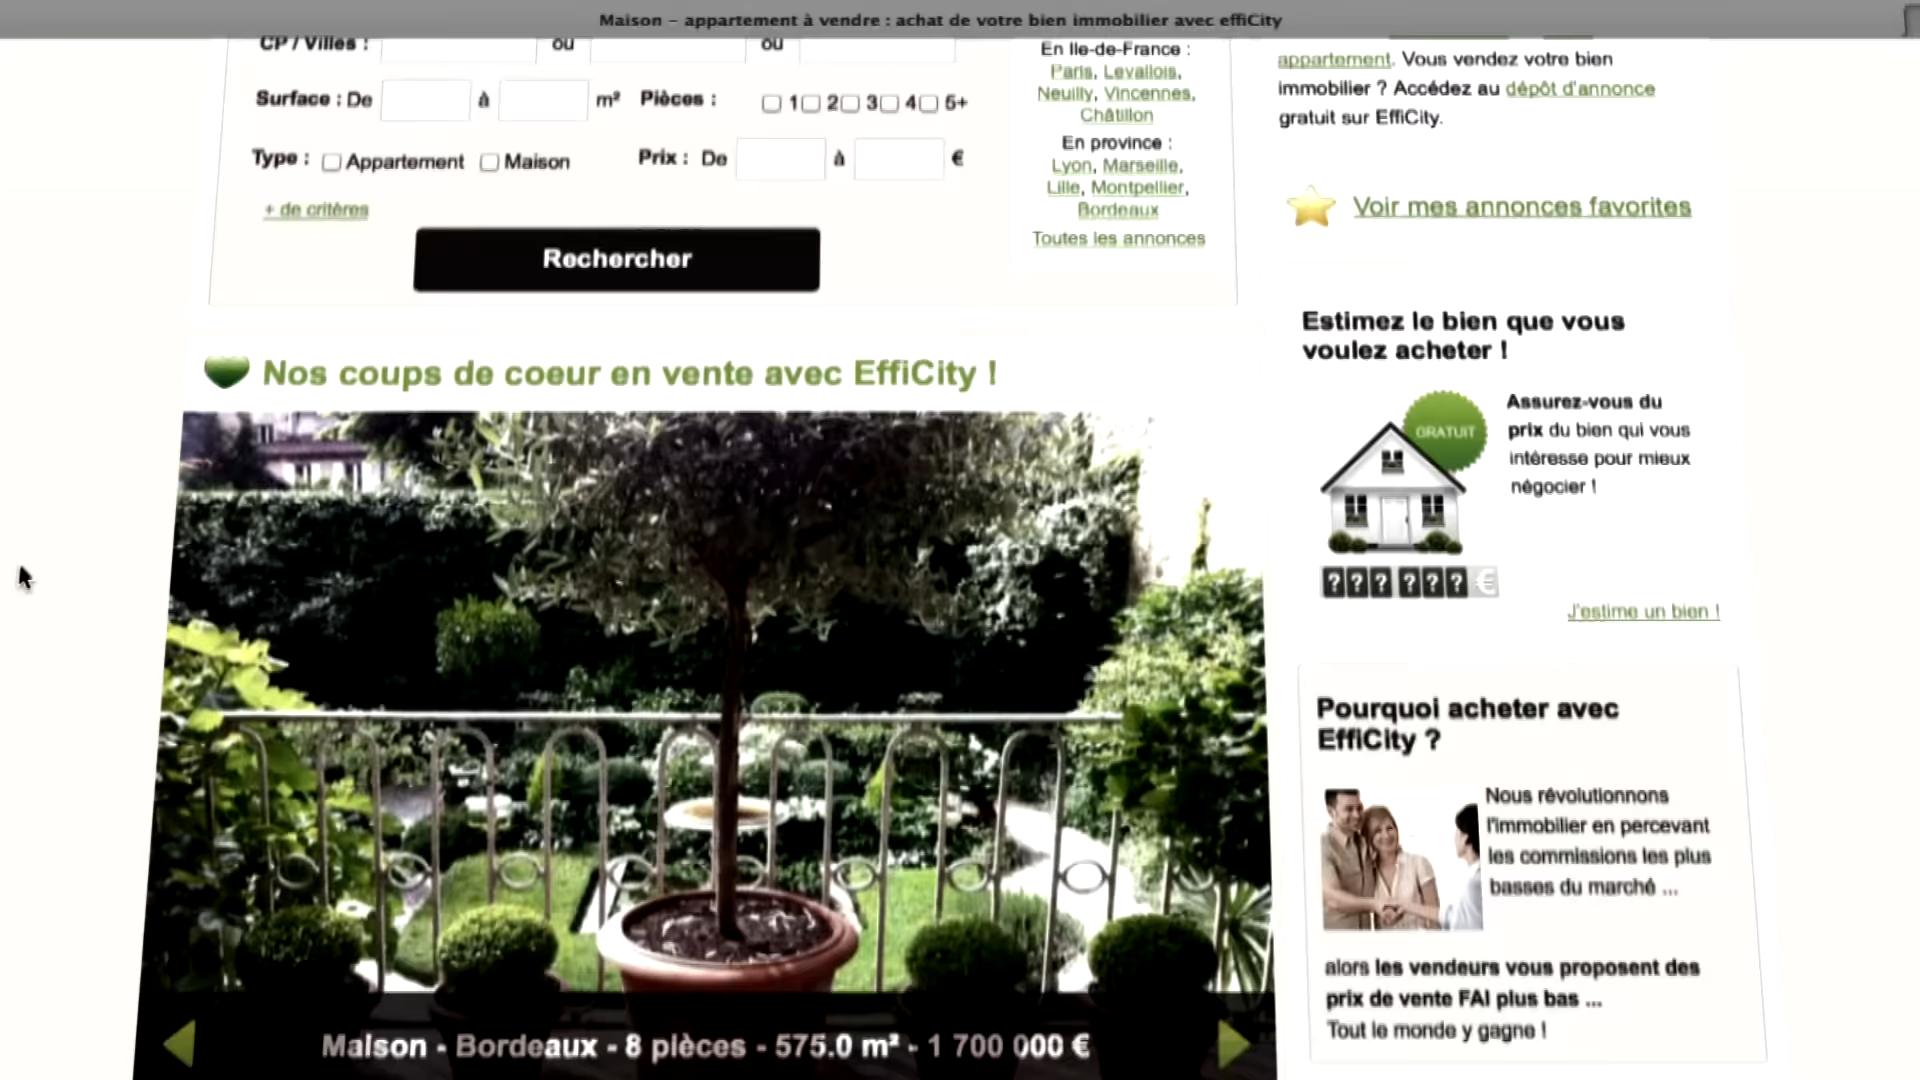 Maison – appartement à vendre : achat de votre bien immobilier avec effiCity
CP / Villes : ou ou
Surface : De à m² Pièces : 1 2 3 4 5+
Type : Appartement Maison Prix : De à €
+ de critères
Rechercher
En Ile-de-France :
Paris, Levallois,
Neuilly, Vincennes,
Châtillon
En province :
Lyon, Marseille,
Lille, Montpellier,
Bordeaux
Toutes les annonces
appartement. Vous vendez votre bien
immobilier ? Accédez au dépôt d'annonce
gratuit sur EffiCity.
Voir mes annonces favorites
Estimez le bien que vous
voulez acheter !
GRATUIT
Assurez-vous du
prix du bien qui vous
intéresse pour mieux
négocier !
? ? ? ? ? ? €
J'estime un bien !
Nos coups de coeur en vente avec EffiCity !
Maison - Bordeaux - 8 pièces - 575.0 m² - 1 700 000 €
Pourquoi acheter avec
EffiCity ?
Nous révolutionnons
l'immobilier en percevant
les commissions les plus
basses du marché ...
alors les vendeurs vous proposent des
prix de vente FAI plus bas ...
Tout le monde y gagne !